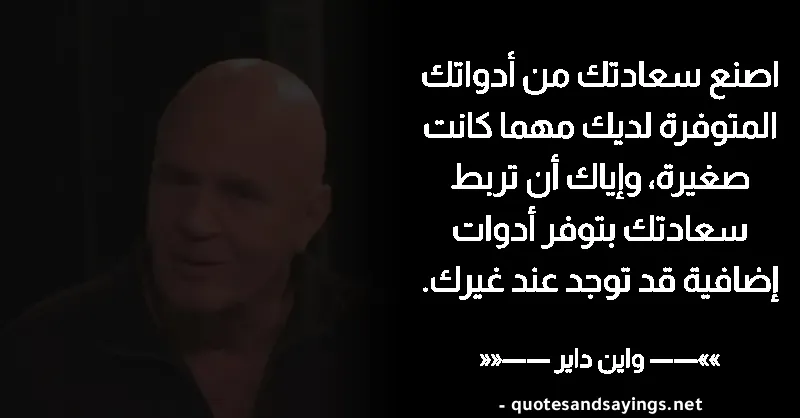 اصنع سعادتك من أدواتك
المتوفرة لديك مهما كانت
صغيرة، وإياك أن تربط
سعادتك بتوفر أدوات
إضافية قد توجد عند غيرك.
»»—–— واين داير —–—««
- quotesandsayings.net